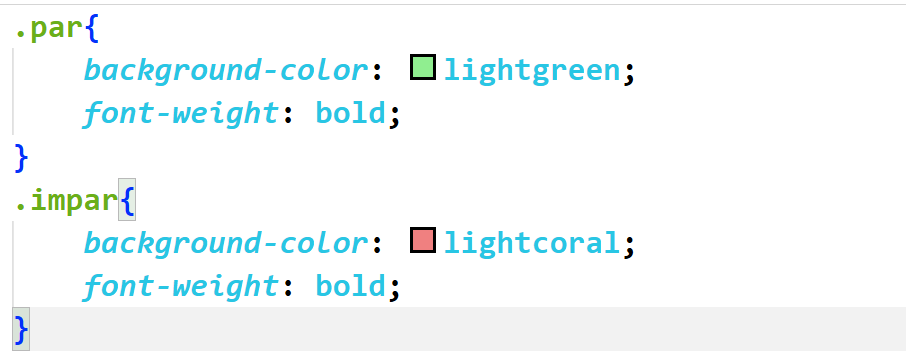 .par{
    background-color: lightgreen;
    font-weight: bold;
}
.impar{
    background-color: lightcoral;
    font-weight: bold;
}